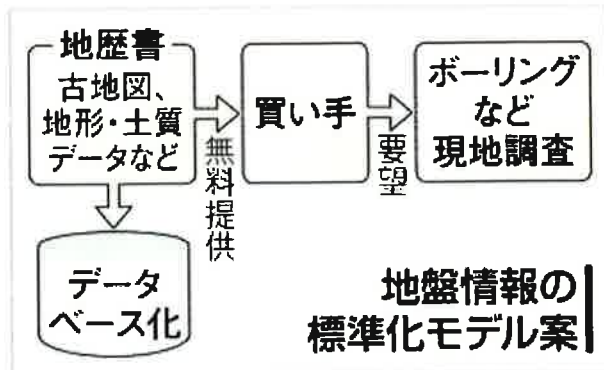 地歴書
古地図、
地形・土質
データなど
無料提供
買い手
要望
ボーリング
など
現地調査
データ
ベース化
地盤情報の
標準化モデル案